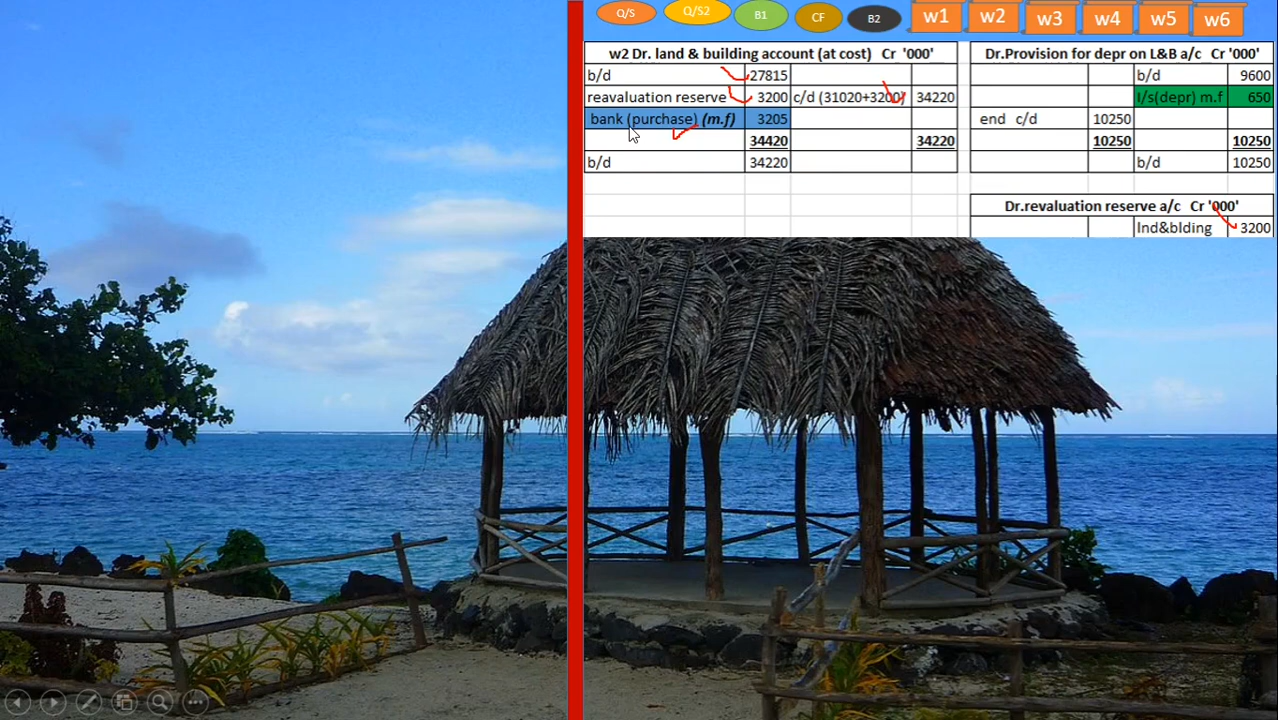 Q/S Q/S2 B1 CF B2 w1 w2 w3 w4 w5 w6
w2 Dr. land & building account (at cost) Cr '000'
b/d 27815
reavaluation reserve 3200 c/d (31020+3200) 34220
bank (purchase) (m.f) 3205
34420 34220
b/d 34220
Dr.Provision for depr on L&B a/c Cr '000'
b/d 9600
I/s(depr) m.f 650
end c/d 10250
10250 10250
b/d 10250
Dr.revaluation reserve a/c Cr '000'
lnd&blding 3200